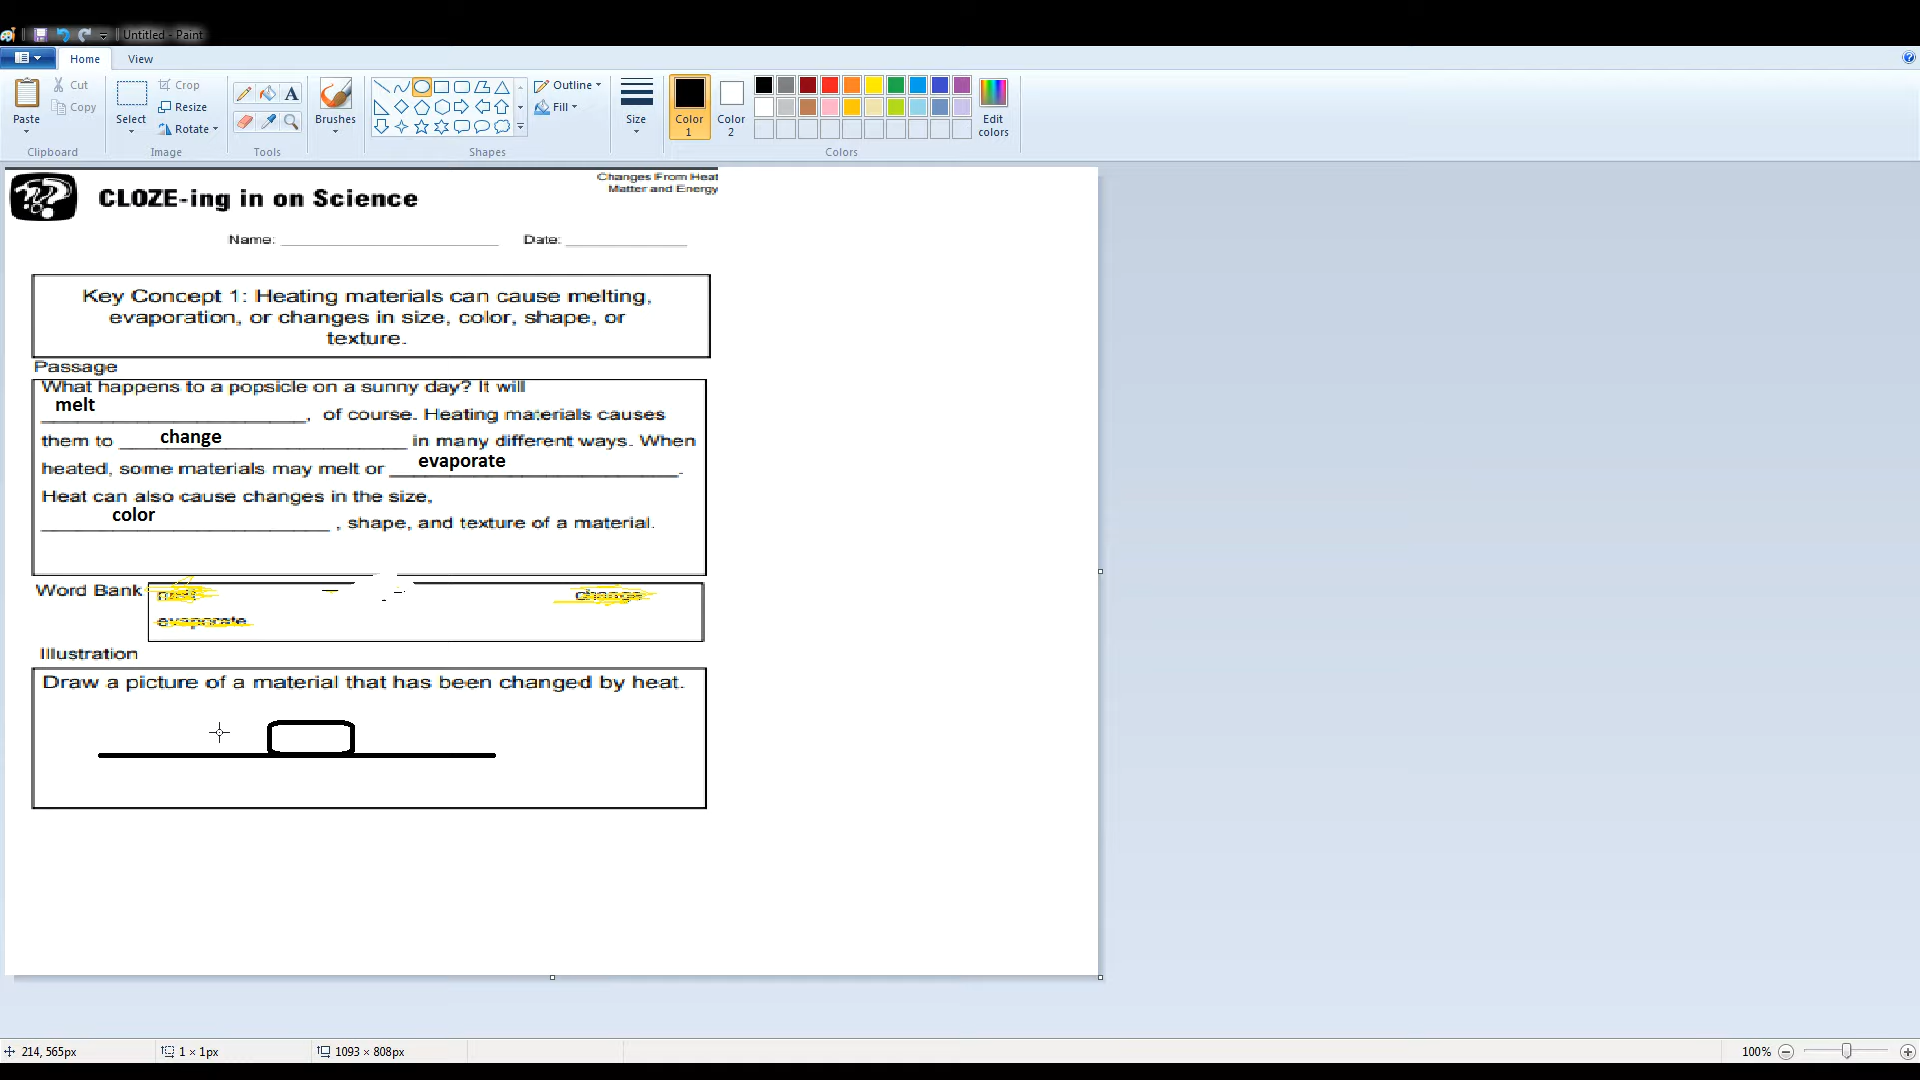 Untitled - Paint
Home View
Cut
Copy
Paste
Clipboard
Select
Crop
Resize
Rotate
Image
Tools
Brushes
Shapes
Outline
Fill
Size
Color 1
Color 2
Edit colors
Colors
CLOZE-ing in on Science
Changes From Heat
Matter and Energy
Name: Date:
Key Concept 1: Heating materials can cause melting,
evaporation, or changes in size, color, shape, or
texture.
Passage
What happens to a popsicle on a sunny day? It will
melt , of course. Heating materials causes
them to change in many different ways. When
heated, some materials may melt or evaporate .
Heat can also cause changes in the size,
color , shape, and texture of a material.
Word Bank
melt change
evaporate
Illustration
Draw a picture of a material that has been changed by heat.
214, 565px 1 × 1px 1093 × 808px 100%